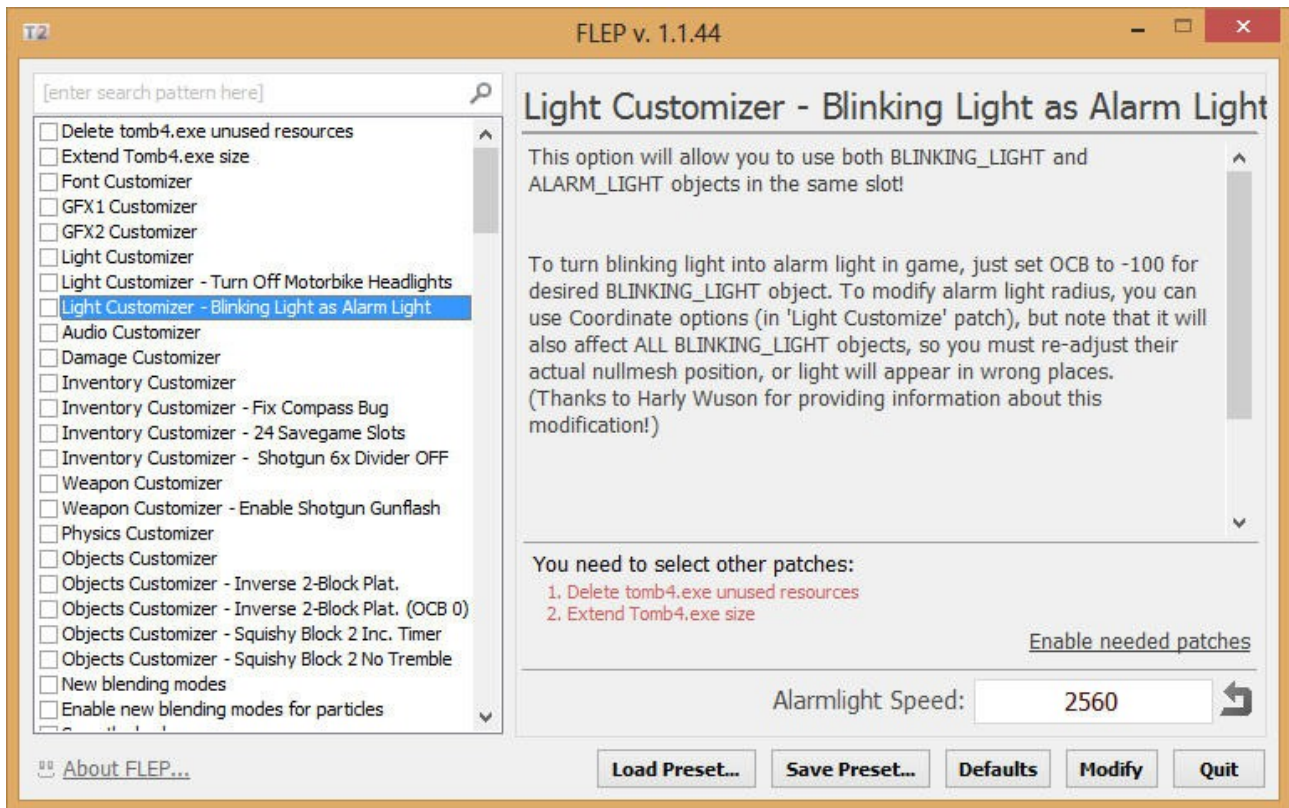 T2
FLEP v. 1.1.44
[enter search pattern here]
Delete tomb4.exe unused resources
Extend Tomb4.exe size
Font Customizer
GFX1 Customizer
GFX2 Customizer
Light Customizer
Light Customizer - Turn Off Motorbike Headlights
Light Customizer - Blinking Light as Alarm Light
Audio Customizer
Damage Customizer
Inventory Customizer
Inventory Customizer - Fix Compass Bug
Inventory Customizer - 24 Savegame Slots
Inventory Customizer -  Shotgun 6x Divider OFF
Weapon Customizer
Weapon Customizer - Enable Shotgun Gunflash
Physics Customizer
Objects Customizer
Objects Customizer - Inverse 2-Block Plat.
Objects Customizer - Inverse 2-Block Plat. (OCB 0)
Objects Customizer - Squishy Block 2 Inc. Timer
Objects Customizer - Squishy Block 2 No Tremble
New blending modes
Enable new blending modes for particles
Light Customizer - Blinking Light as Alarm Light
This option will allow you to use both BLINKING_LIGHT and
ALARM_LIGHT objects in the same slot!
To turn blinking light into alarm light in game, just set OCB to -100 for
desired BLINKING_LIGHT object. To modify alarm light radius, you can
use Coordinate options (in 'Light Customize' patch), but note that it will
also affect ALL BLINKING_LIGHT objects, so you must re-adjust their
actual nullmesh position, or light will appear in wrong places.
(Thanks to Harly Wuson for providing information about this
modification!)
You need to select other patches:
1. Delete tomb4.exe unused resources
2. Extend Tomb4.exe size
Enable needed patches
Alarmlight Speed: 2560
About FLEP...
Load Preset... Save Preset... Defaults Modify Quit